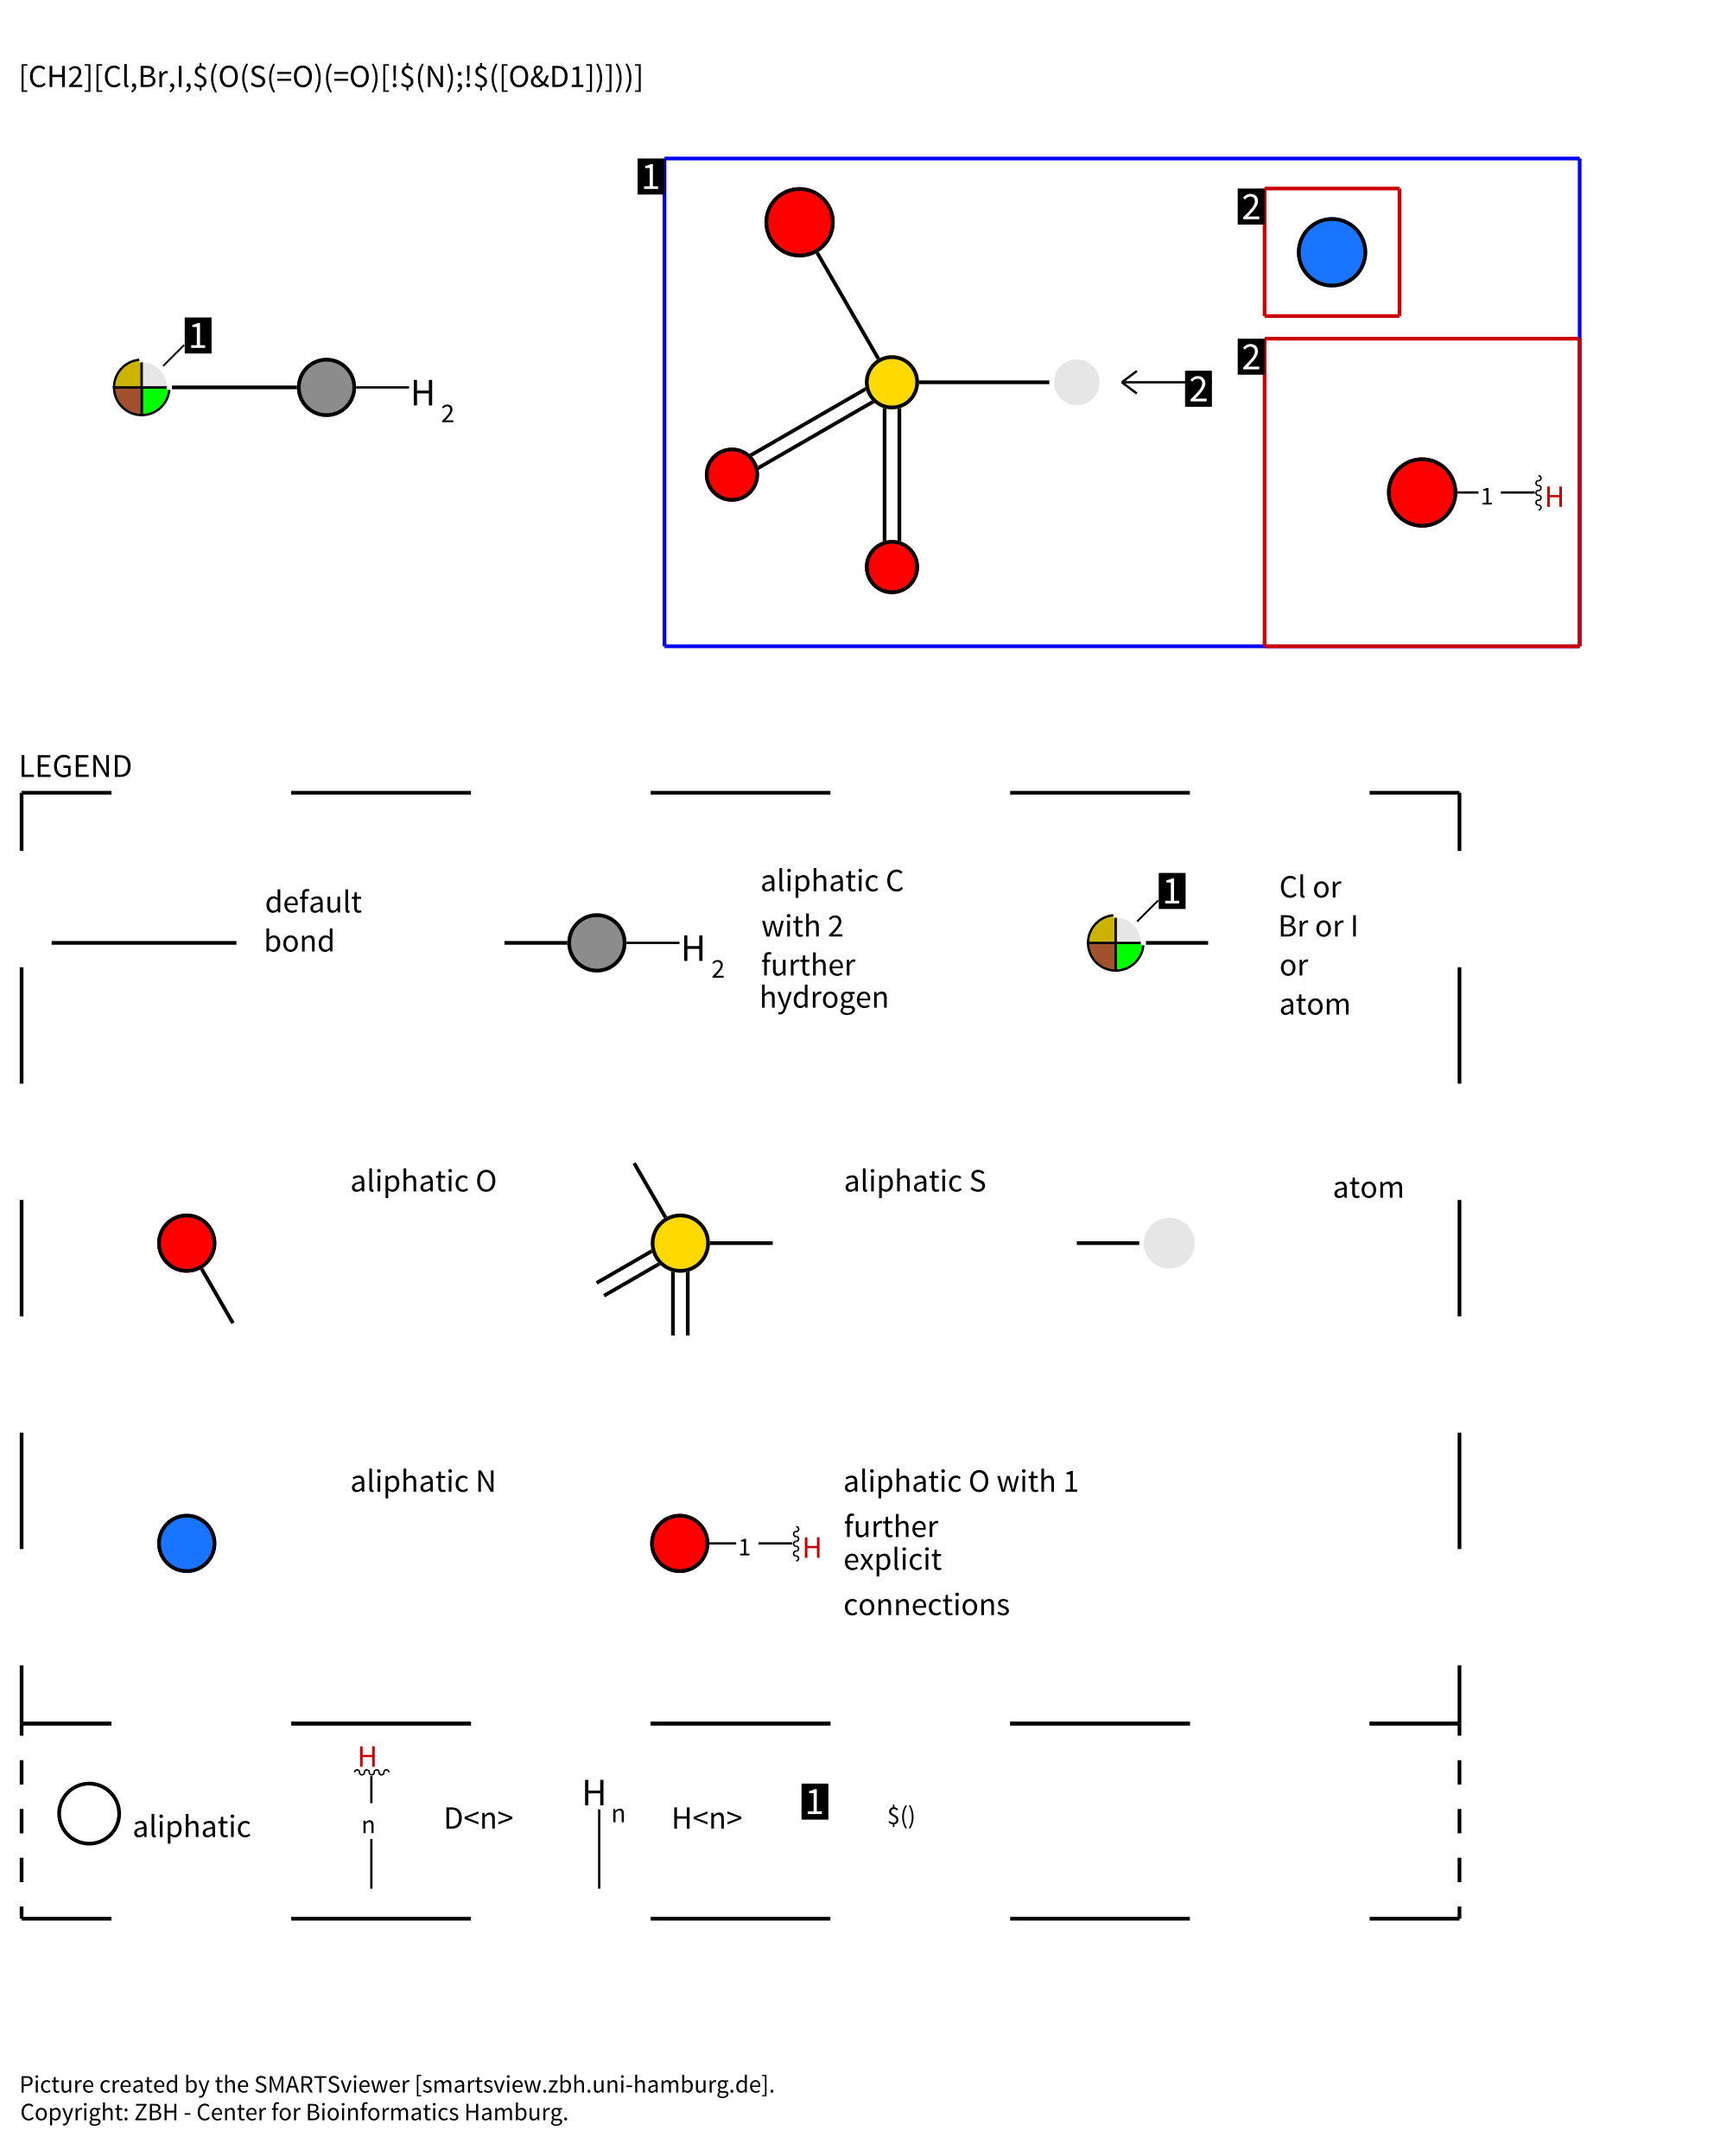 [CH2][Cl,Br,I,$(O(S(=O)(=O)[!$(N);!$([O&D1])]))]
1
2
1
H
2
2
2
1 H
LEGEND
default
bond
H
2
aliphatic C
with 2
further
hydrogen
1
Cl or
Br or I
or
atom
aliphatic O
aliphatic S
atom
aliphatic N
1 H
aliphatic O with 1
further
explicit
connections
aliphatic
H
n
D<n>
H
n
H<n>
1
$()
Picture created by the SMARTSviewer [smartsview.zbh.uni-hamburg.de].
Copyright: ZBH - Center for Bioinformatics Hamburg.